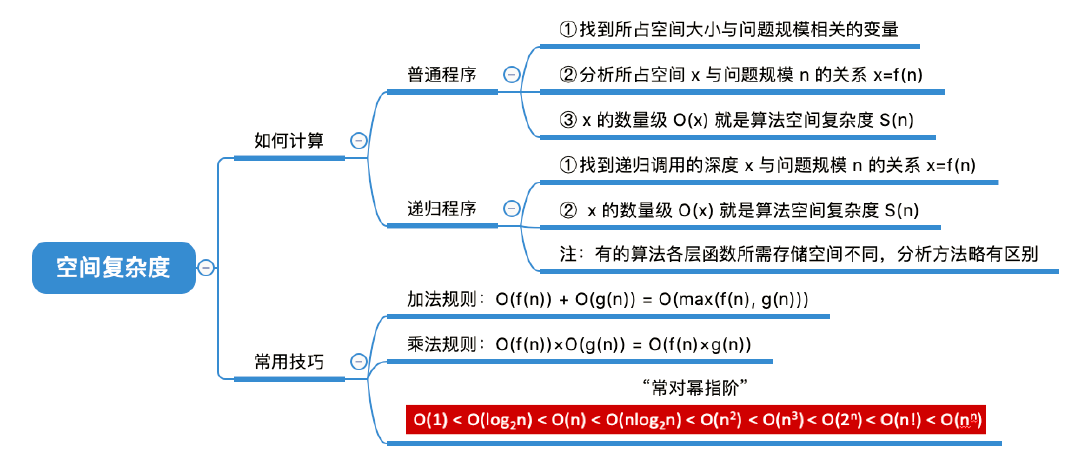 空间复杂度
如何计算
普通程序
①找到所占空间大小与问题规模相关的变量
②分析所占空间 x 与问题规模 n 的关系 x=f(n)
③ x 的数量级 O(x) 就是算法空间复杂度 S(n)
递归程序
①找到递归调用的深度 x 与问题规模 n 的关系 x=f(n)
② x 的数量级 O(x) 就是算法空间复杂度 S(n)
注：有的算法各层函数所需存储空间不同，分析方法略有区别
常用技巧
加法规则：O(f(n)) + O(g(n)) = O(max(f(n), g(n)))
乘法规则：O(f(n))×O(g(n)) = O(f(n)×g(n))
“常对幂指阶”
O(1) < O(log₂n) < O(n) < O(nlog₂n) < O(n²) < O(n³) < O(2ⁿ) < O(n!) < O(nⁿ)